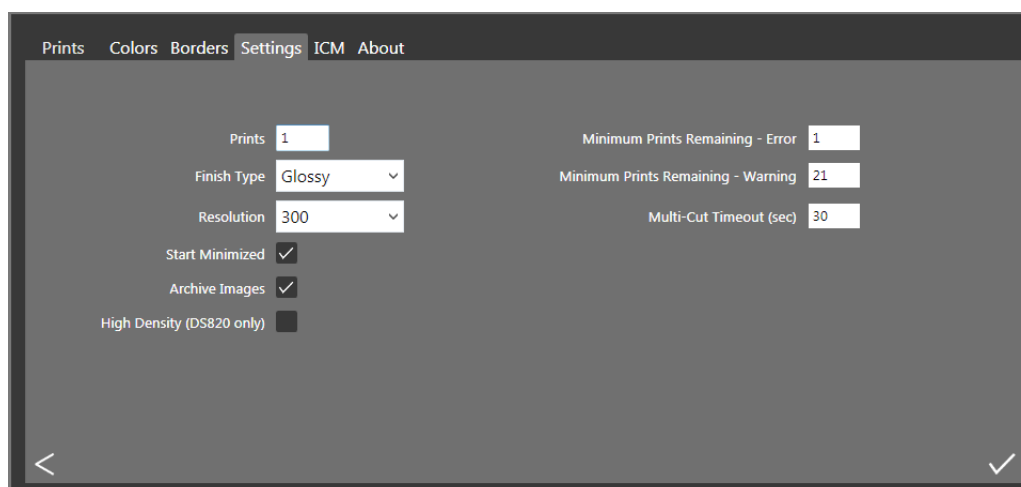 Prints Colors Borders Settings ICM About
Prints 1
Finish Type Glossy
Resolution 300
Start Minimized
Archive Images
High Density (DS820 only)
Minimum Prints Remaining - Error 1
Minimum Prints Remaining - Warning 21
Multi-Cut Timeout (sec) 30